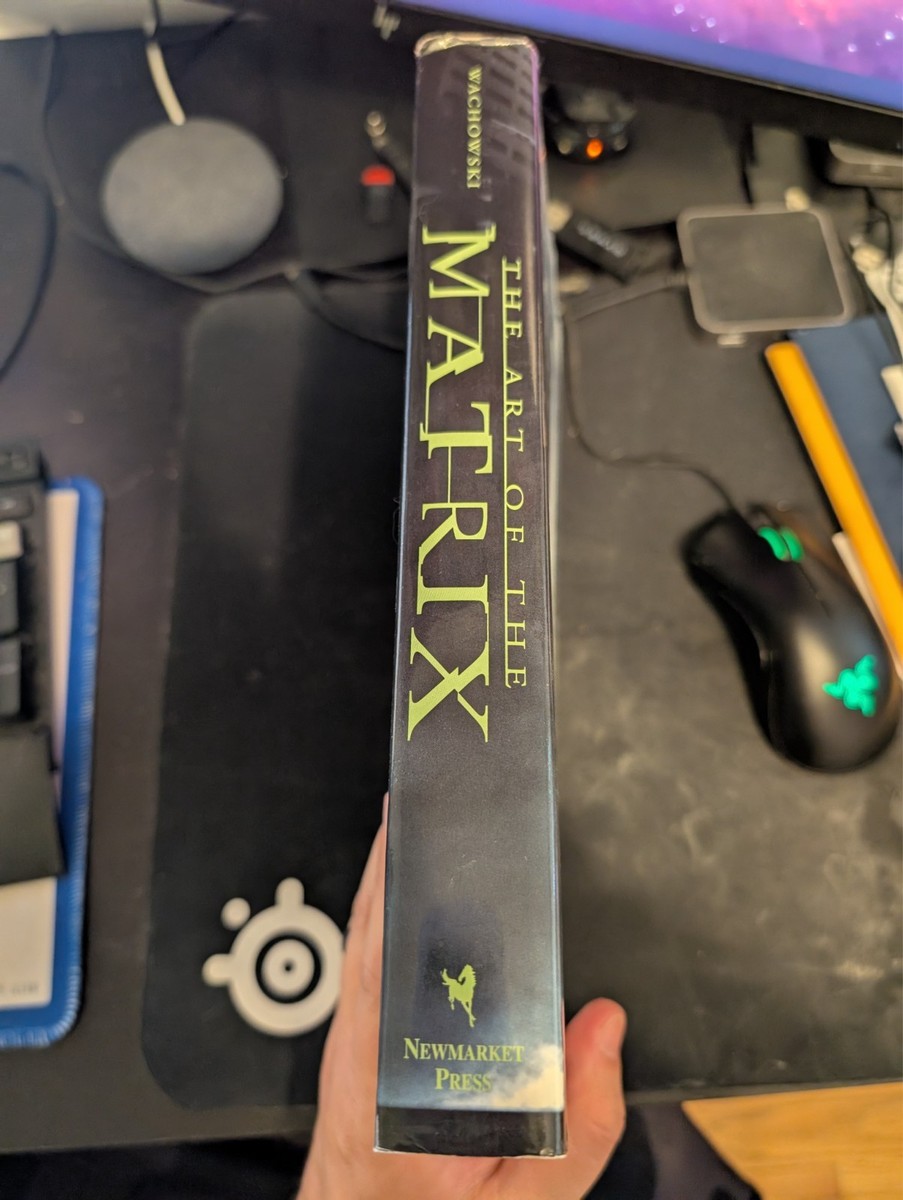 WACHOWSKI
THE ART OF THE
MATRIX
NEWMARKET
PRESS